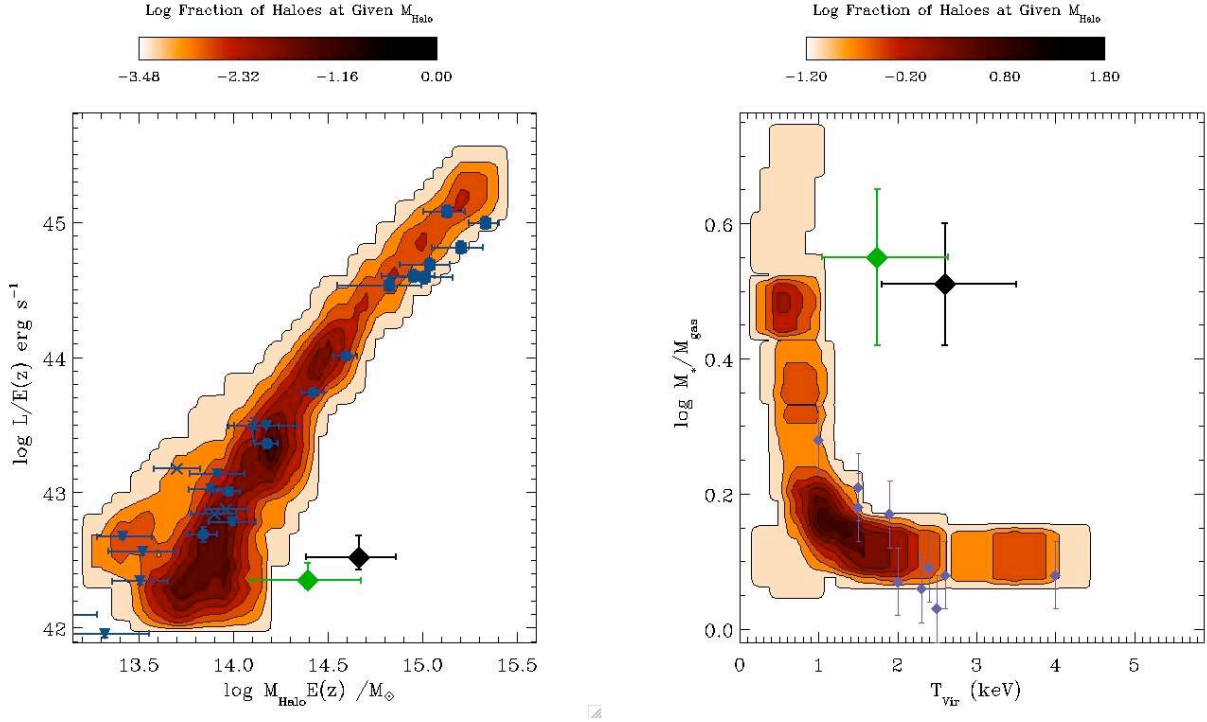 Log Fraction of Haloes at Given M_Halo
−3.48 −2.32 −1.16 0.00
log L/E(z) erg s⁻¹
45
44
43
42
13.5 14.0 14.5 15.0 15.5
log M_Halo E(z) /M☉
Log Fraction of Haloes at Given M_Halo
−1.20 −0.20 0.80 1.80
log M_*/M_gas
0.6
0.4
0.2
0.0
0 1 2 3 4 5
T_Vir (keV)